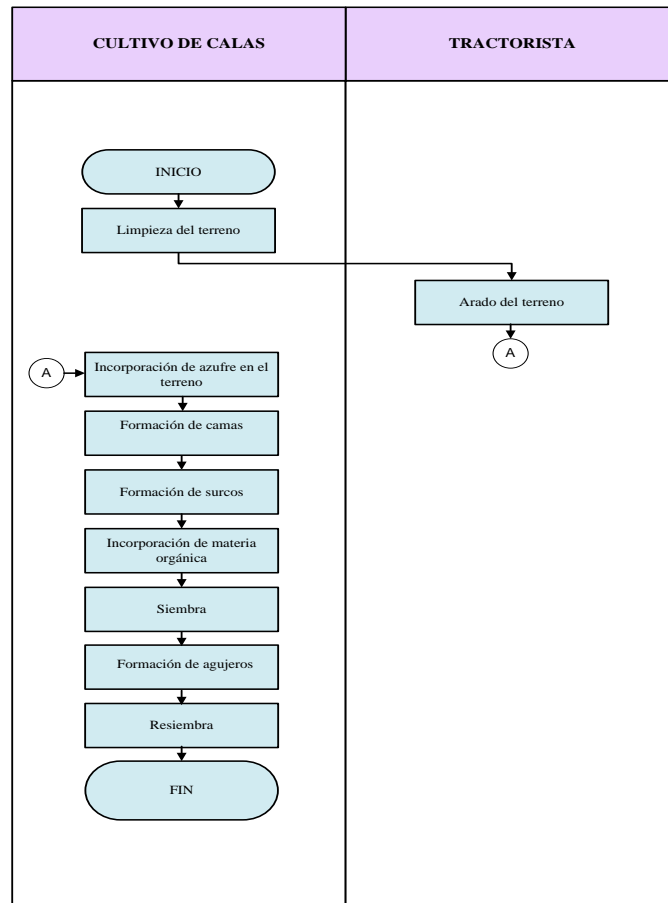 CULTIVO DE CALAS
TRACTORISTA
INICIO
Limpieza del terreno
Arado del terreno
A
A
Incorporación de azufre en el
terreno
Formación de camas
Formación de surcos
Incorporación de materia
orgánica
Siembra
Formación de agujeros
Resiembra
FIN